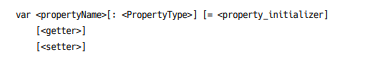 var <propertyName>[: <PropertyType>] [= <property_initializer]
[<getter>]
[<setter>]